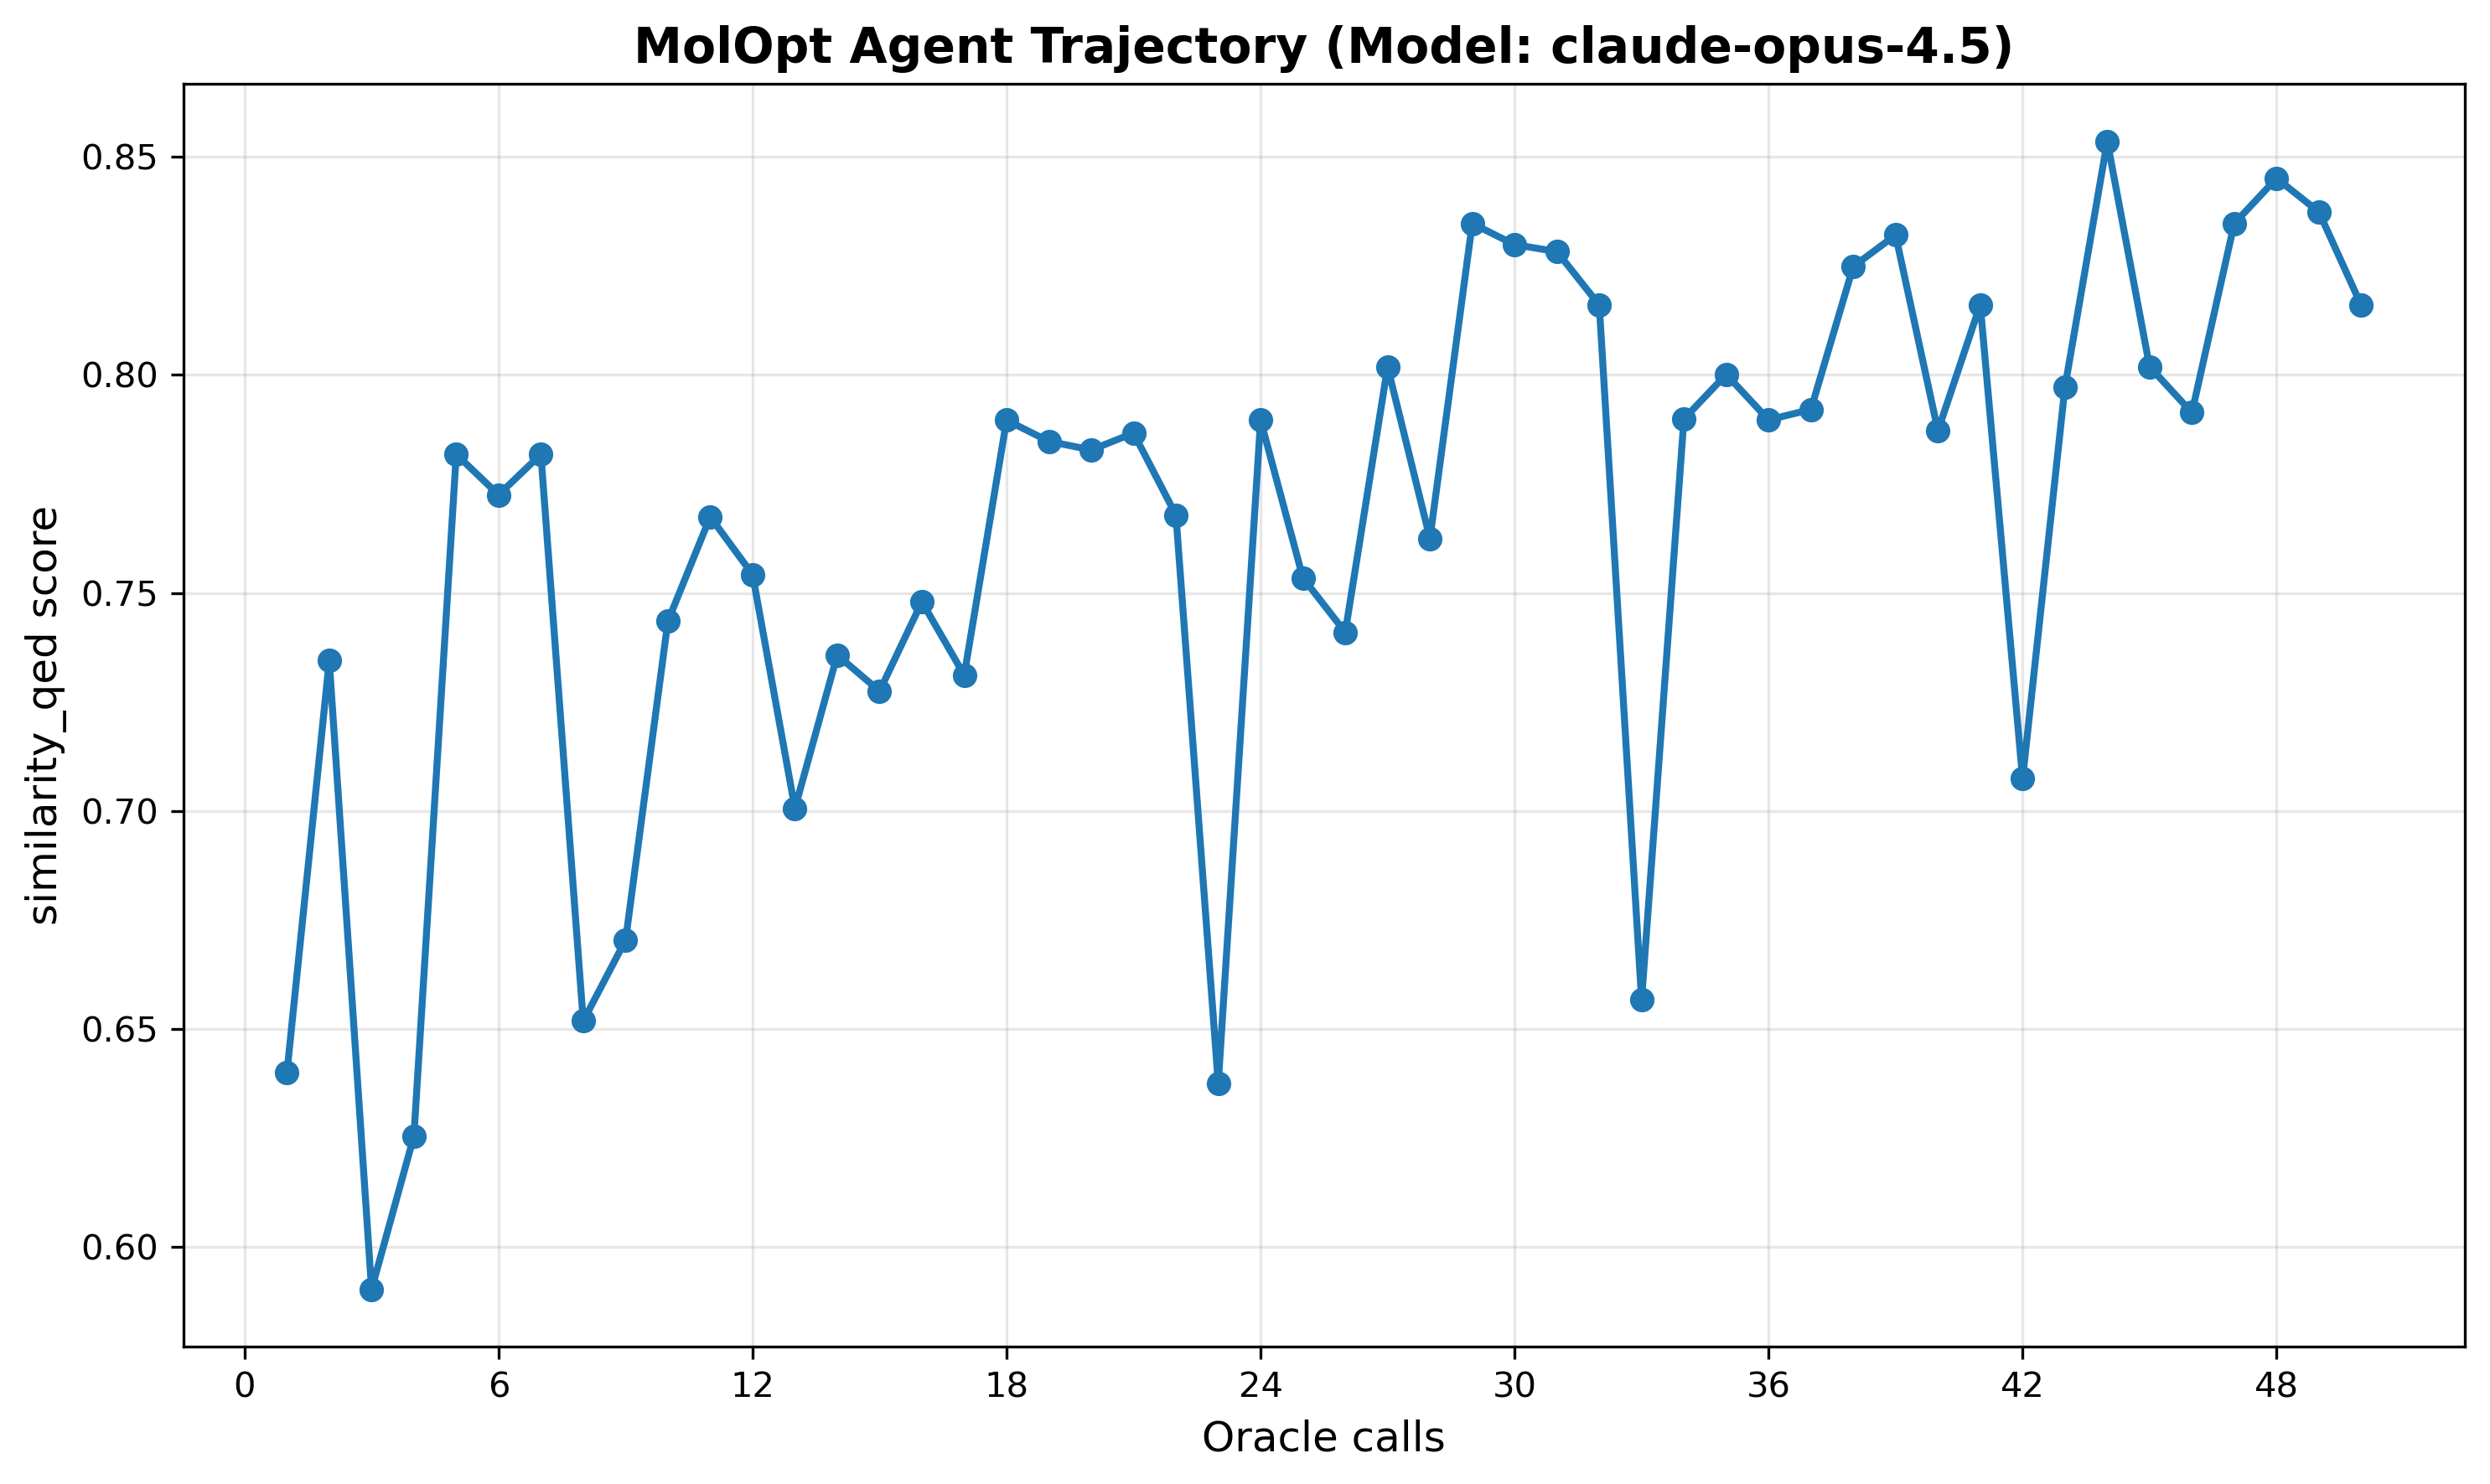 MolOpt Agent Trajectory (Model: claude-opus-4.5)
similarity_qed score
0.85
0.80
0.75
0.70
0.65
0.60
0 6 12 18 24 30 36 42 48
Oracle calls